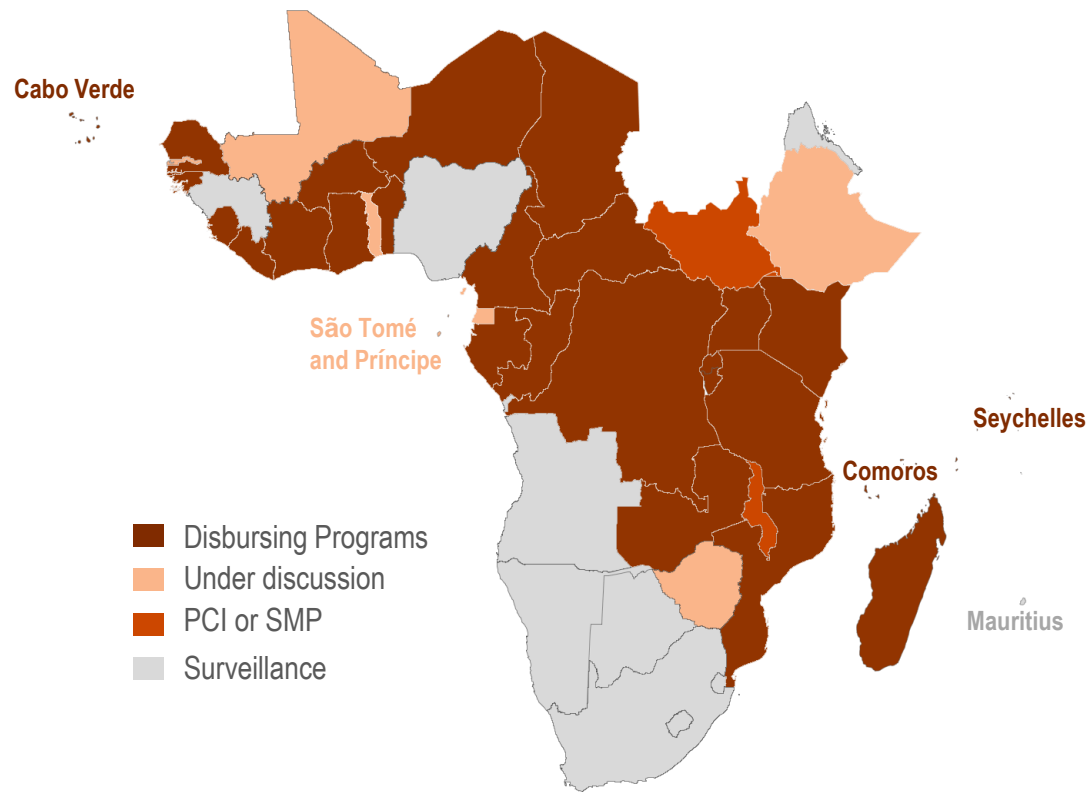 Cabo Verde
São Tomé
and Príncipe
Seychelles
Comoros
Mauritius
Disbursing Programs
Under discussion
PCI or SMP
Surveillance